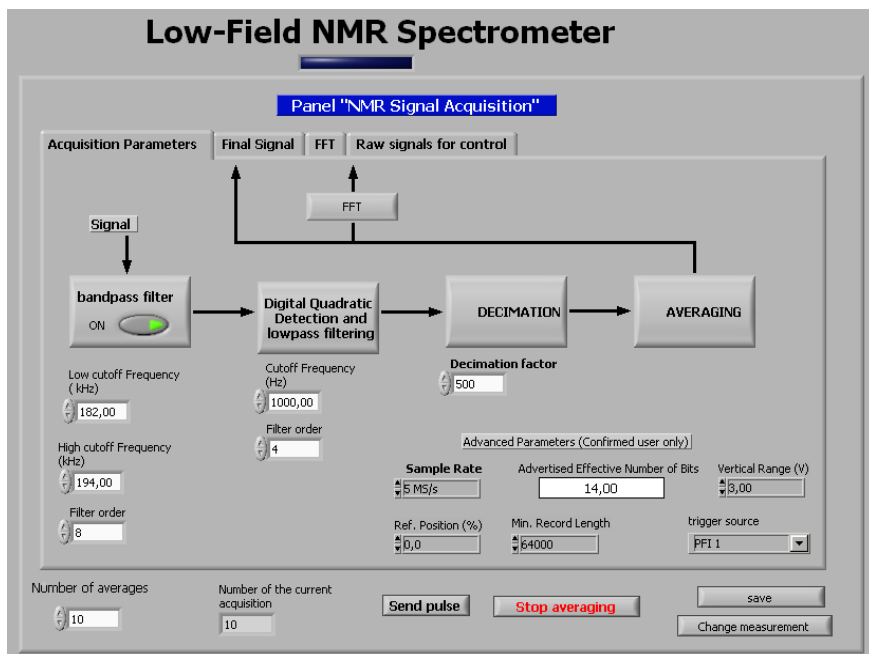 Low-Field NMR Spectrometer
Panel "NMR Signal Acquisition"
Acquisition Parameters
Final Signal
FFT
Raw signals for control
FFT
Signal
bandpass filter
ON
Digital Quadratic
Detection and
lowpass filtering
DECIMATION
AVERAGING
Low cutoff Frequency
( kHz)
182,00
High cutoff Frequency
(kHz)
194,00
Filter order
8
Cutoff Frequency
(Hz)
1000,00
Filter order
4
Decimation factor
500
Advanced Parameters (Confirmed user only)
Sample Rate
5 MS/s
Advertised Effective Number of Bits
14,00
Vertical Range (V)
3,00
Ref. Position (%)
0,0
Min. Record Length
64000
trigger source
PFI 1
Number of averages
10
Number of the current
acquisition
10
Send pulse
Stop averaging
save
Change measurement